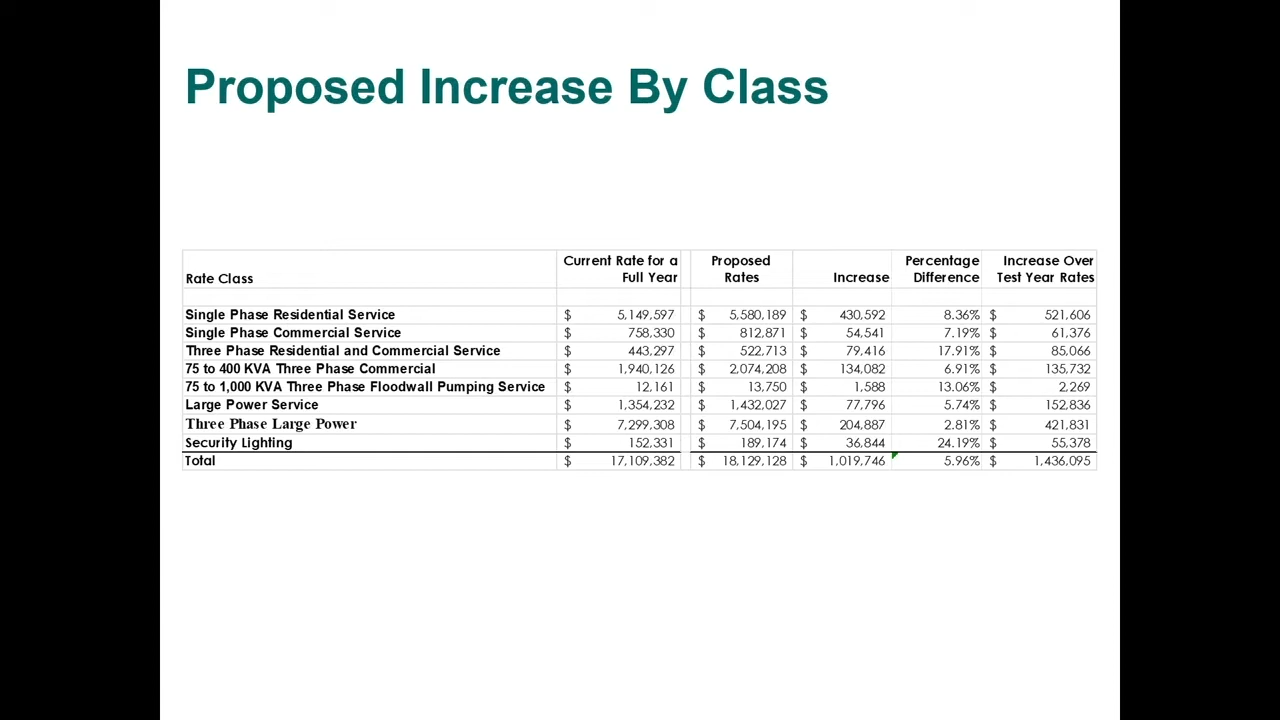 Proposed Increase By Class
Current Rate for a Proposed Percentage Increase Over
Rate Class Full Year Rates Increase Difference Test Year Rates
Single Phase Residential Service $ 5,149,597 $ 5,580,189 $ 430,592 8.36% $ 521,606
Single Phase Commercial Service $ 758,330 $ 812,871 $ 54,541 7.19% $ 61,376
Three Phase Residential and Commercial Service $ 443,297 $ 522,713 $ 79,416 17.91% $ 85,066
75 to 400 KVA Three Phase Commercial $ 1,940,126 $ 2,074,208 $ 134,082 6.91% $ 135,732
75 to 1,000 KVA Three Phase Floodwall Pumping Service $ 12,161 $ 13,750 $ 1,588 13.06% $ 2,269
Large Power Service $ 1,354,232 $ 1,432,027 $ 77,796 5.74% $ 152,836
Three Phase Large Power $ 7,299,308 $ 7,504,195 $ 204,887 2.81% $ 421,831
Security Lighting $ 152,331 $ 189,174 $ 36,844 24.19% $ 55,378
Total $ 17,109,382 $ 18,129,128 $ 1,019,746 5.96% $ 1,436,095